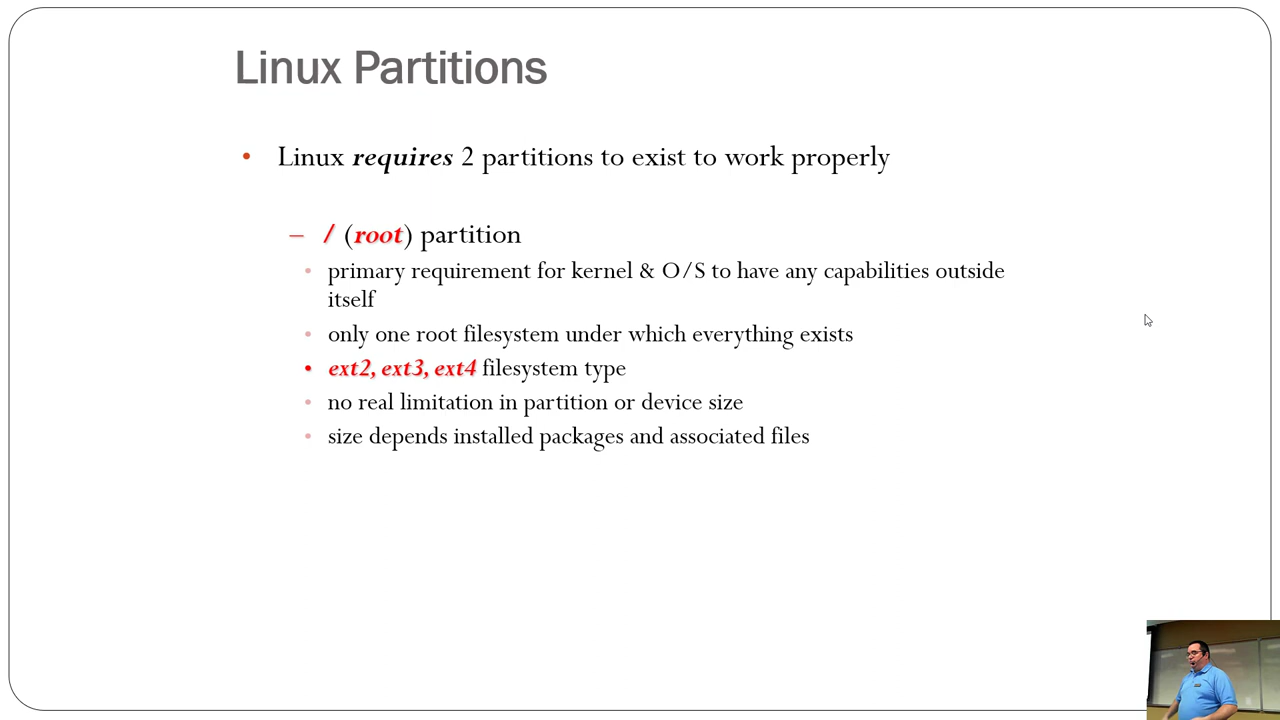 Linux Partitions
• Linux requires 2 partitions to exist to work properly
– / (root) partition
• primary requirement for kernel & O/S to have any capabilities outside
itself
• only one root filesystem under which everything exists
• ext2, ext3, ext4 filesystem type
• no real limitation in partition or device size
• size depends installed packages and associated files